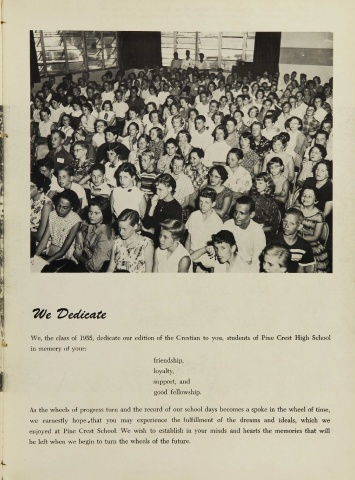 We Dedicate
We, the class of 1955, dedicate our edition of the Crestian to you, students of Pine Crest High School
in memory of your:
friendship,
loyalty,
support, and
good fellowship.
As the wheels of progress turn and the record of our school days becomes a spoke in the wheel of time,
we earnestly hope that you may experience the fulfillment of the dreams and ideals, which we
enjoyed at Pine Crest School. We wish to establish in your minds and hearts the memories that will
be left when we begin to turn the wheels of the future.